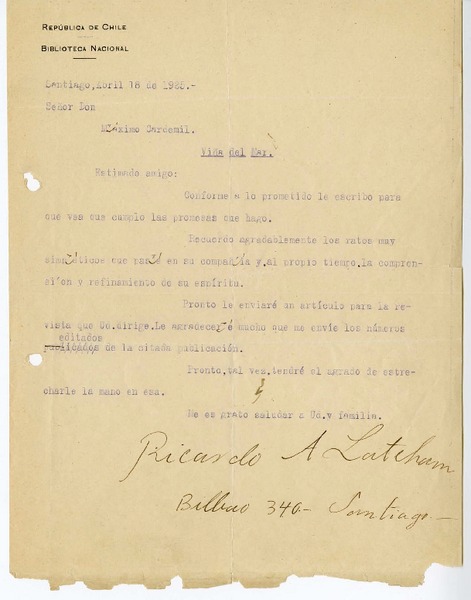 REPÚBLICA DE CHILE
BIBLIOTECA NACIONAL
Santiago, Abril 18 de 1925.-
Señor Don
Máximo Cardemil.
Viña del Mar.
Estimado amigo:
Conforme a lo prometido le escribo para
que vea que cumplo las promesas que hago.
Recuerdo agradablemente los ratos muy
simpáticos que pasé en su compañía y,al propio tiempo,la compren-
sión y refinamiento de su espíritu.
Pronto le enviaré un artículo para la re-
vista que Ud.dirige.Le agradeceré mucho que me envíe los números
editados
publicados de la citada publicación.
Pronto,tal vez,tendré el agrado de estre-
charle la mano en esa.
Me es grato saludar a Ud.y familia.
Ricardo A Latcham
Bilbao 340.- Santiago.-